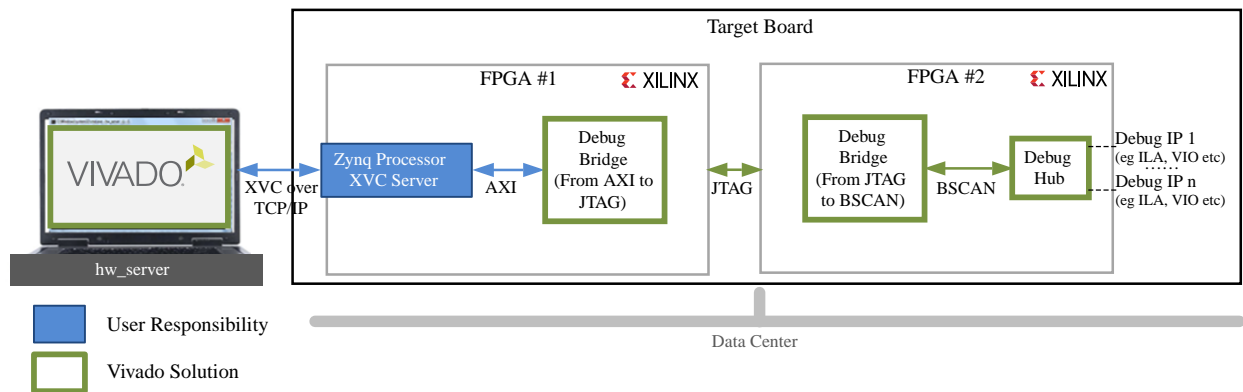 Target Board
FPGA #1
XILINX
FPGA #2
XILINX
VIVADO
XVC over
TCP/IP
Zynq Processor
XVC Server
AXI
Debug
Bridge
(From AXI to
JTAG)
JTAG
Debug
Bridge
(From JTAG
to BSCAN)
BSCAN
Debug
Hub
Debug IP 1
(eg ILA, VIO etc)
......
Debug IP n
(eg ILA, VIO etc)
hw_server
User Responsibility
Vivado Solution
Data Center